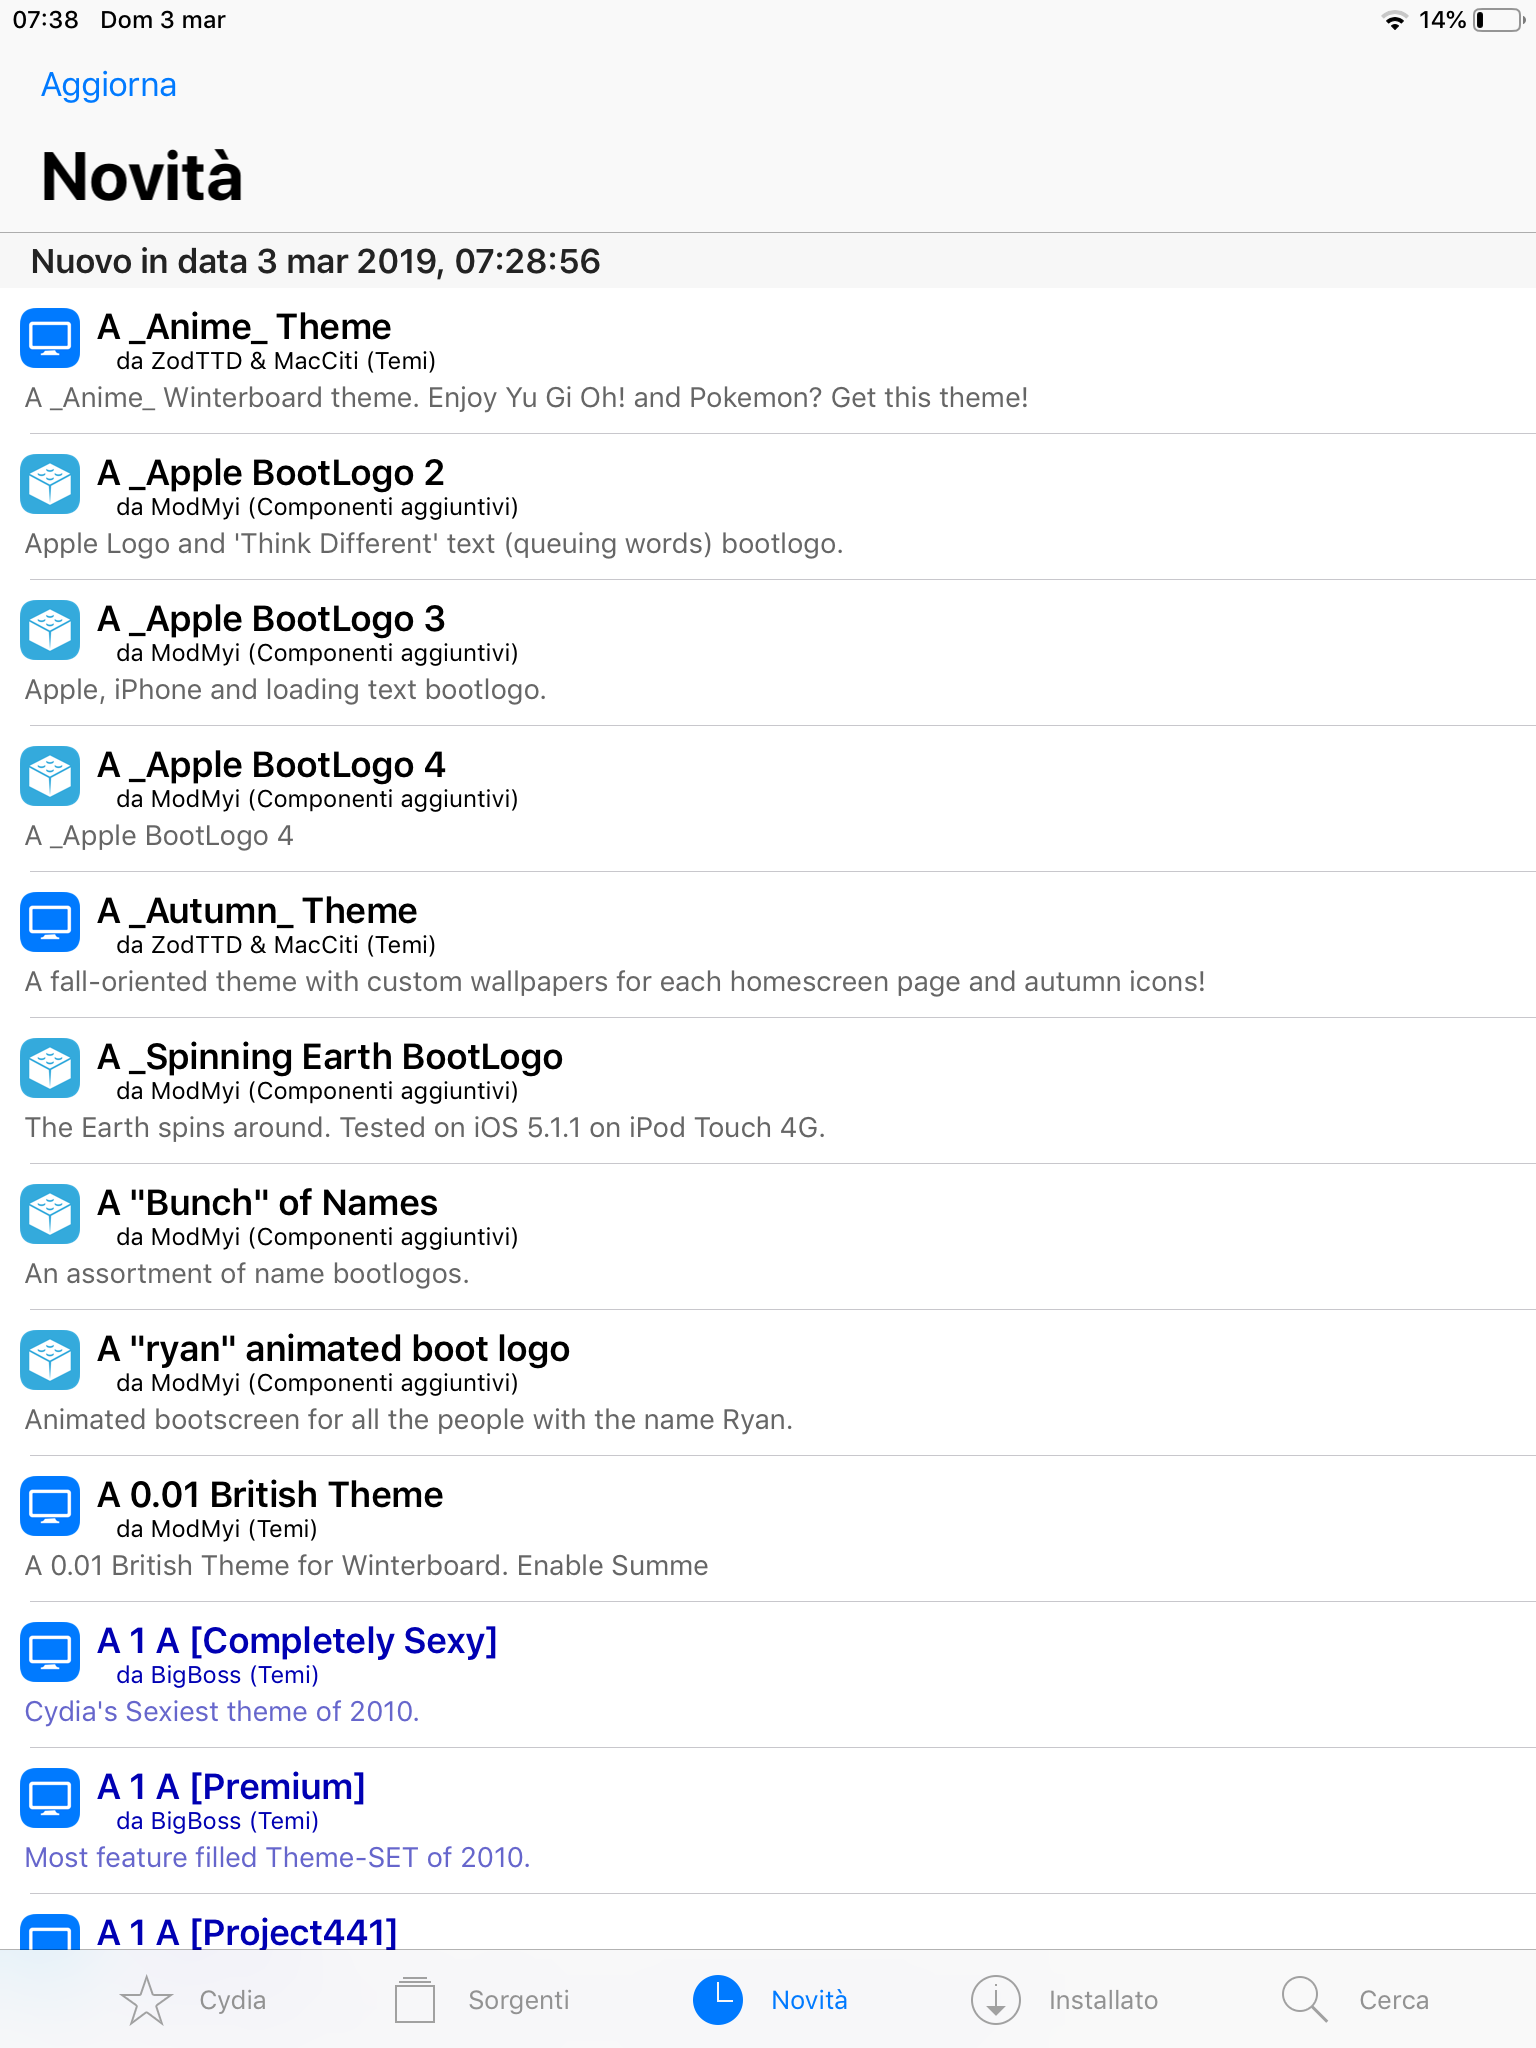 07:38 Dom 3 mar 14%
Aggiorna
Novità
Nuovo in data 3 mar 2019, 07:28:56
A _Anime_ Theme
da ZodTTD & MacCiti (Temi)
A _Anime_ Winterboard theme. Enjoy Yu Gi Oh! and Pokemon? Get this theme!
A _Apple BootLogo 2
da ModMyi (Componenti aggiuntivi)
Apple Logo and 'Think Different' text (queuing words) bootlogo.
A _Apple BootLogo 3
da ModMyi (Componenti aggiuntivi)
Apple, iPhone and loading text bootlogo.
A _Apple BootLogo 4
da ModMyi (Componenti aggiuntivi)
A _Apple BootLogo 4
A _Autumn_ Theme
da ZodTTD & MacCiti (Temi)
A fall-oriented theme with custom wallpapers for each homescreen page and autumn icons!
A _Spinning Earth BootLogo
da ModMyi (Componenti aggiuntivi)
The Earth spins around. Tested on iOS 5.1.1 on iPod Touch 4G.
A "Bunch" of Names
da ModMyi (Componenti aggiuntivi)
An assortment of name bootlogos.
A "ryan" animated boot logo
da ModMyi (Componenti aggiuntivi)
Animated bootscreen for all the people with the name Ryan.
A 0.01 British Theme
da ModMyi (Temi)
A 0.01 British Theme for Winterboard. Enable Summe
A 1 A [Completely Sexy]
da BigBoss (Temi)
Cydia's Sexiest theme of 2010.
A 1 A [Premium]
da BigBoss (Temi)
Most feature filled Theme-SET of 2010.
A 1 A [Project441]
Cydia Sorgenti Novità Installato Cerca